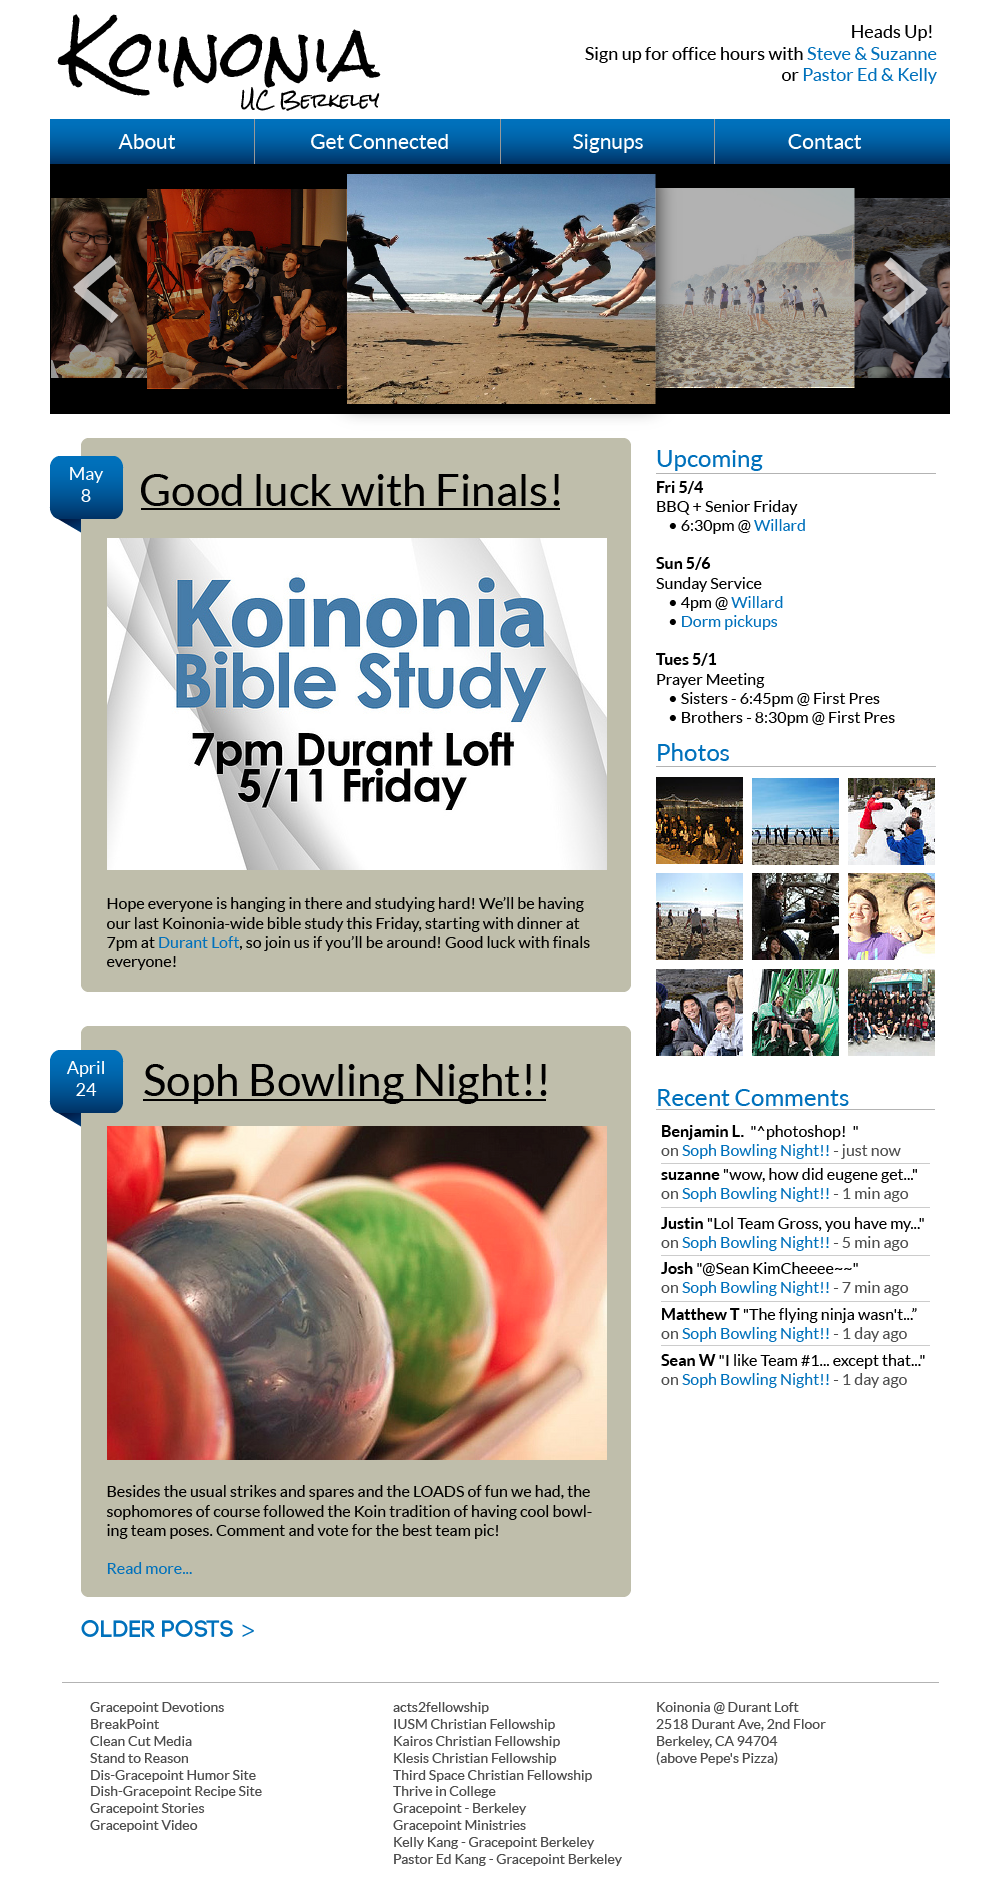 Koinonia
UC Berkeley
Heads Up!
Sign up for office hours with Steve & Suzanne
or Pastor Ed & Kelly
About
Get Connected
Signups
Contact
May
8
Good luck with Finals!
Koinonia
Bible Study
7pm Durant Loft
5/11 Friday
Hope everyone is hanging in there and studying hard! We'll be having
our last Koinonia-wide bible study this Friday, starting with dinner at
7pm at Durant Loft, so join us if you'll be around! Good luck with finals
everyone!
April
24
Soph Bowling Night!!
Besides the usual strikes and spares and the LOADS of fun we had, the
sophomores of course followed the Koin tradition of having cool bowl-
ing team poses. Comment and vote for the best team pic!
Read more...
OLDER POSTS >
Upcoming
Fri 5/4
BBQ + Senior Friday
• 6:30pm @ Willard
Sun 5/6
Sunday Service
• 4pm @ Willard
• Dorm pickups
Tues 5/1
Prayer Meeting
• Sisters - 6:45pm @ First Pres
• Brothers - 8:30pm @ First Pres
Photos
Recent Comments
Benjamin L. "^photoshop! "
on Soph Bowling Night!! - just now
suzanne "wow, how did eugene get..."
on Soph Bowling Night!! - 1 min ago
Justin "Lol Team Gross, you have my..."
on Soph Bowling Night!! - 5 min ago
Josh "@Sean KimCheeee~~"
on Soph Bowling Night!! - 7 min ago
Matthew T "The flying ninja wasn't...”
on Soph Bowling Night!! - 1 day ago
Sean W "I like Team #1... except that..."
on Soph Bowling Night!! - 1 day ago
Gracepoint Devotions
BreakPoint
Clean Cut Media
Stand to Reason
Dis-Gracepoint Humor Site
Dish-Gracepoint Recipe Site
Gracepoint Stories
Gracepoint Video
acts2fellowship
IUSM Christian Fellowship
Kairos Christian Fellowship
Klesis Christian Fellowship
Third Space Christian Fellowship
Thrive in College
Gracepoint - Berkeley
Gracepoint Ministries
Kelly Kang - Gracepoint Berkeley
Pastor Ed Kang - Gracepoint Berkeley
Koinonia @ Durant Loft
2518 Durant Ave, 2nd Floor
Berkeley, CA 94704
(above Pepe's Pizza)